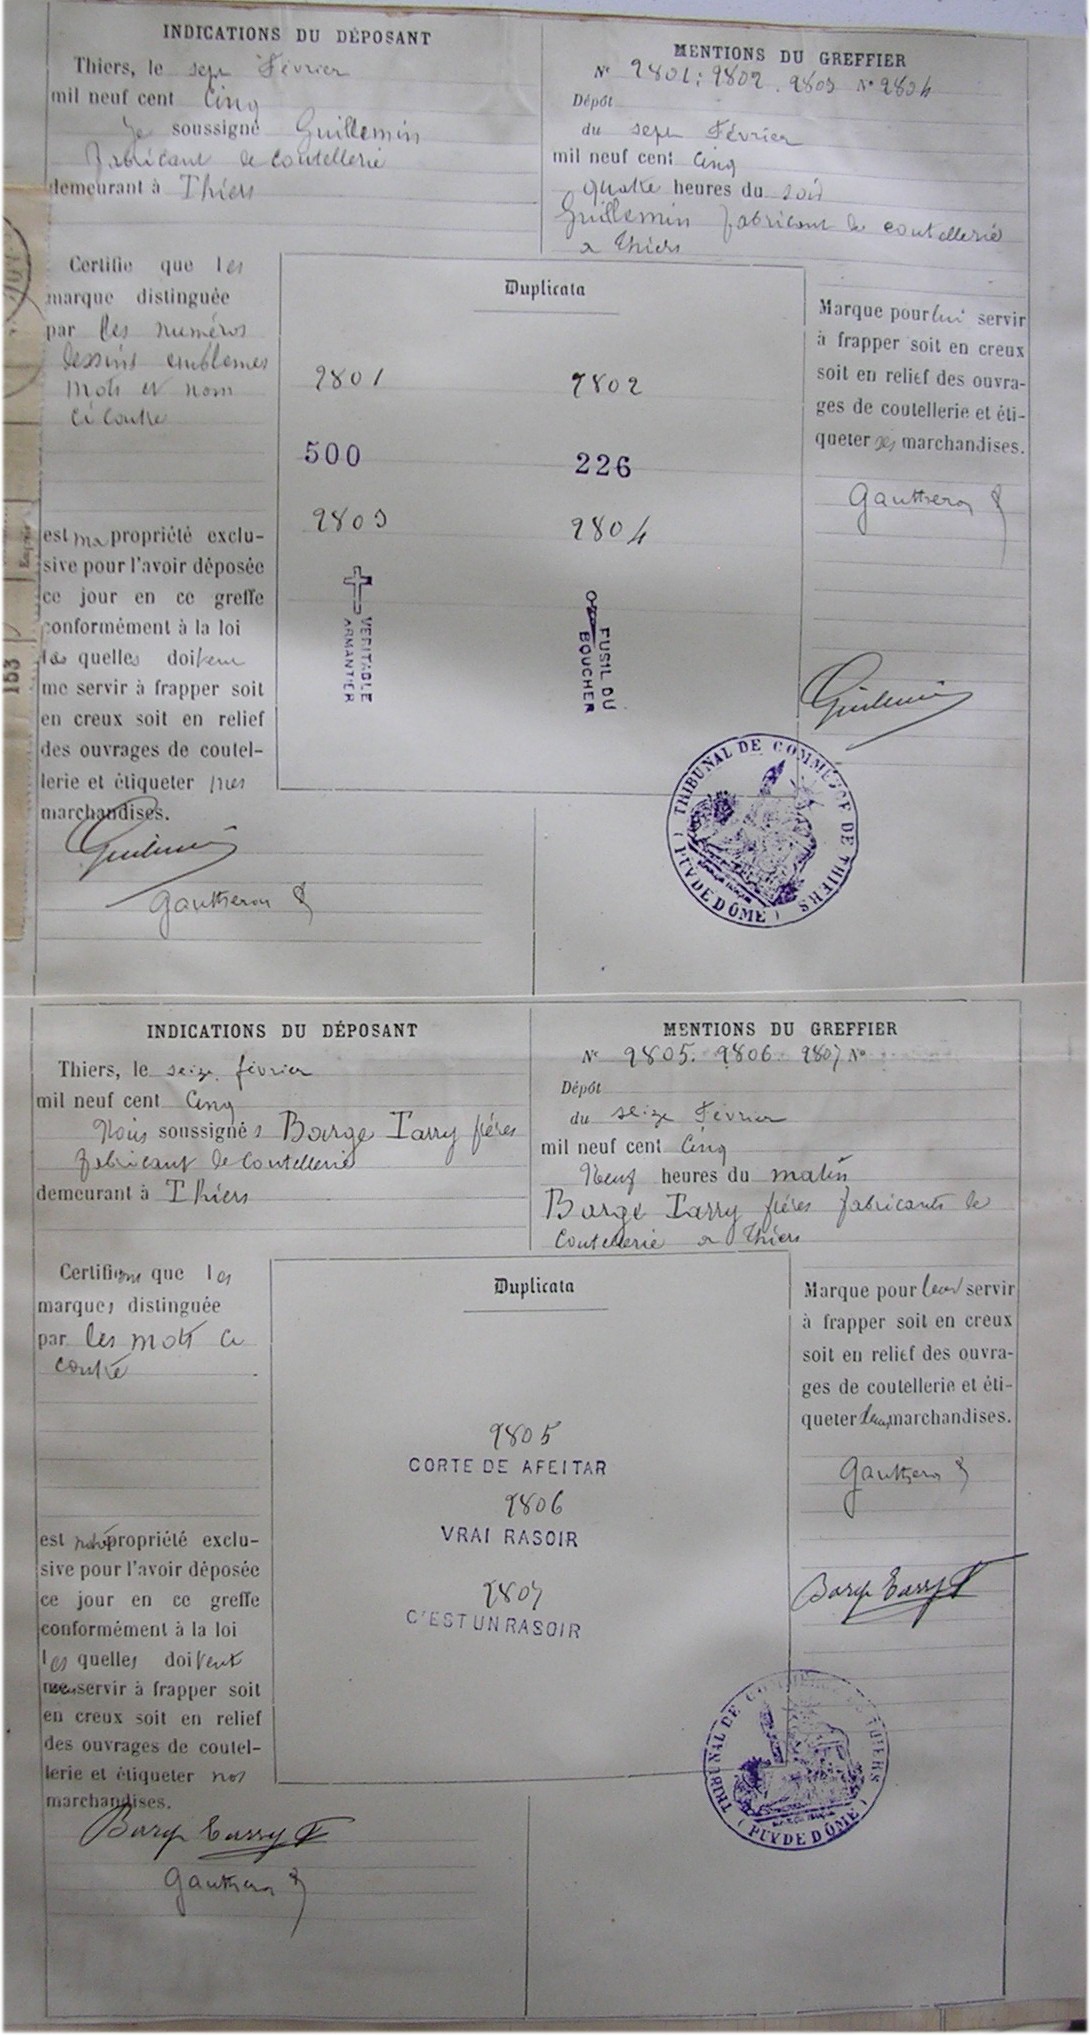 INDICATIONS DU DÉPOSANT
Thiers, le sept Février
mil neuf cent Cinq
Je soussigné Guillemin
fabricant de coutellerie
demeurant à Thiers
MENTIONS DU GREFFIER
N° 9801. 9802. 9803 N° 9804
Dépôt
du sept Février
mil neuf cent Cinq
quatre heures du soir
Guillemin fabricant de coutellerie
a Thiers
Certifie que les
marque distinguée
par les numéros
dessins emblemes
mots et nom
ci contre
est ma propriété exclu-
sive pour l'avoir déposée
ce jour en ce greffe
conformément à la loi
les quelles doivent
me servir à frapper soit
en creux soit en relief
des ouvrages de coutel-
lerie et étiqueter mes
marchandises.
Guillemin
Gautheron
Duplicata
9801 9802
500 226
9803 9804
VERITABLE
ARMANTIER
FUSIL DU
BOUCHER
Marque pour lui servir
à frapper soit en creux
soit en relief des ouvra-
ges de coutellerie et éti-
queter ses marchandises.
Gautheron
Guillemin
TRIBUNAL DE COMMERCE DE THIERS
(PUY DE DÔME)
153
INDICATIONS DU DÉPOSANT
Thiers, le seize février
mil neuf cent Cinq
Nous soussignés Barge Tarry fréres
fabricant de Coutellerie
demeurant à Thiers
MENTIONS DU GREFFIER
N° 9805. 9806. 9807 N°
Dépôt
du seize Février
mil neuf cent Cinq
Neuf heures du matin
Barge Tarry fréres fabricants de
Coutellerie a Thiers
Certifions que les
marques distinguée
par les mots ci
contre
est notre propriété exclu-
sive pour l'avoir déposée
ce jour en ce greffe
conformément à la loi
les quelles doivent
nous servir à frapper soit
en creux soit en relief
des ouvrages de coutel-
lerie et étiqueter nos
marchandises.
Barge Tarry F
Gautheron
Duplicata
9805
CORTE DE AFEITAR
9806
VRAI RASOIR
9807
C'EST UN RASOIR
Marque pour leur servir
à frapper soit en creux
soit en relief des ouvra-
ges de coutellerie et éti-
queter leurs marchandises.
Gautheron
Barge Tarry F
TRIBUNAL DE COMMERCE DE THIERS
(PUY DE DÔME)